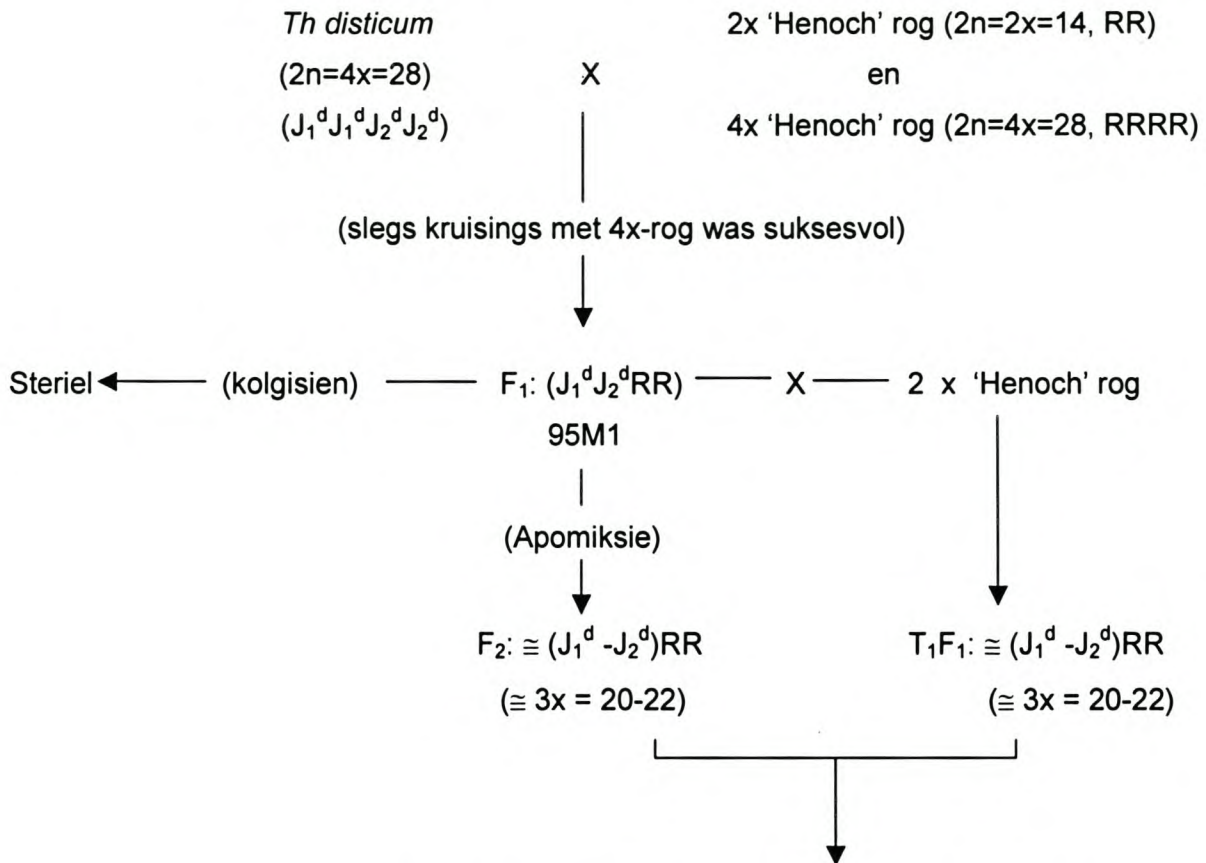 Th disticum 2x 'Henoch' rog (2n=2x=14, RR)
(2n=4x=28) X en
(J₁ᵈJ₁ᵈJ₂ᵈJ₂ᵈ) 4x 'Henoch' rog (2n=4x=28, RRRR)
(slegs kruisings met 4x-rog was suksesvol)
Steriel (kolgisien) F₁: (J₁ᵈJ₂ᵈRR) X 2 x 'Henoch' rog
95M1
(Apomiksie)
F₂: ≅ (J₁ᵈ -J₂ᵈ)RR T₁F₁: ≅ (J₁ᵈ -J₂ᵈ)RR
(≅ 3x = 20-22) (≅ 3x = 20-22)